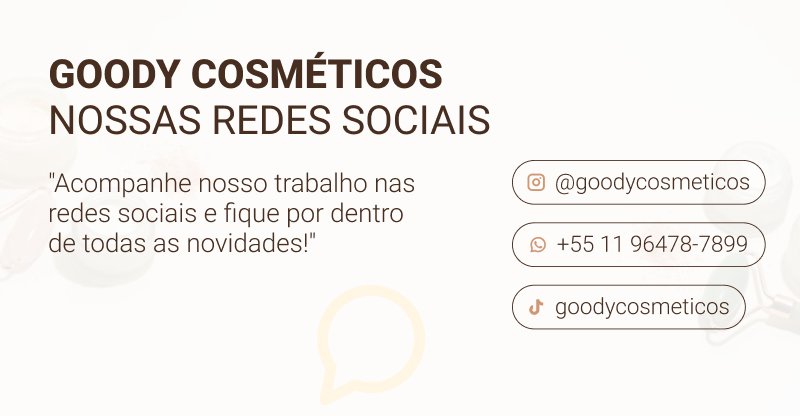 GOODY COSMÉTICOS
NOSSAS REDES SOCIAIS
"Acompanhe nosso trabalho nas
redes sociais e fique por dentro
de todas as novidades!"
@goodycosmeticos
+55 11 96478-7899
goodycosmeticos